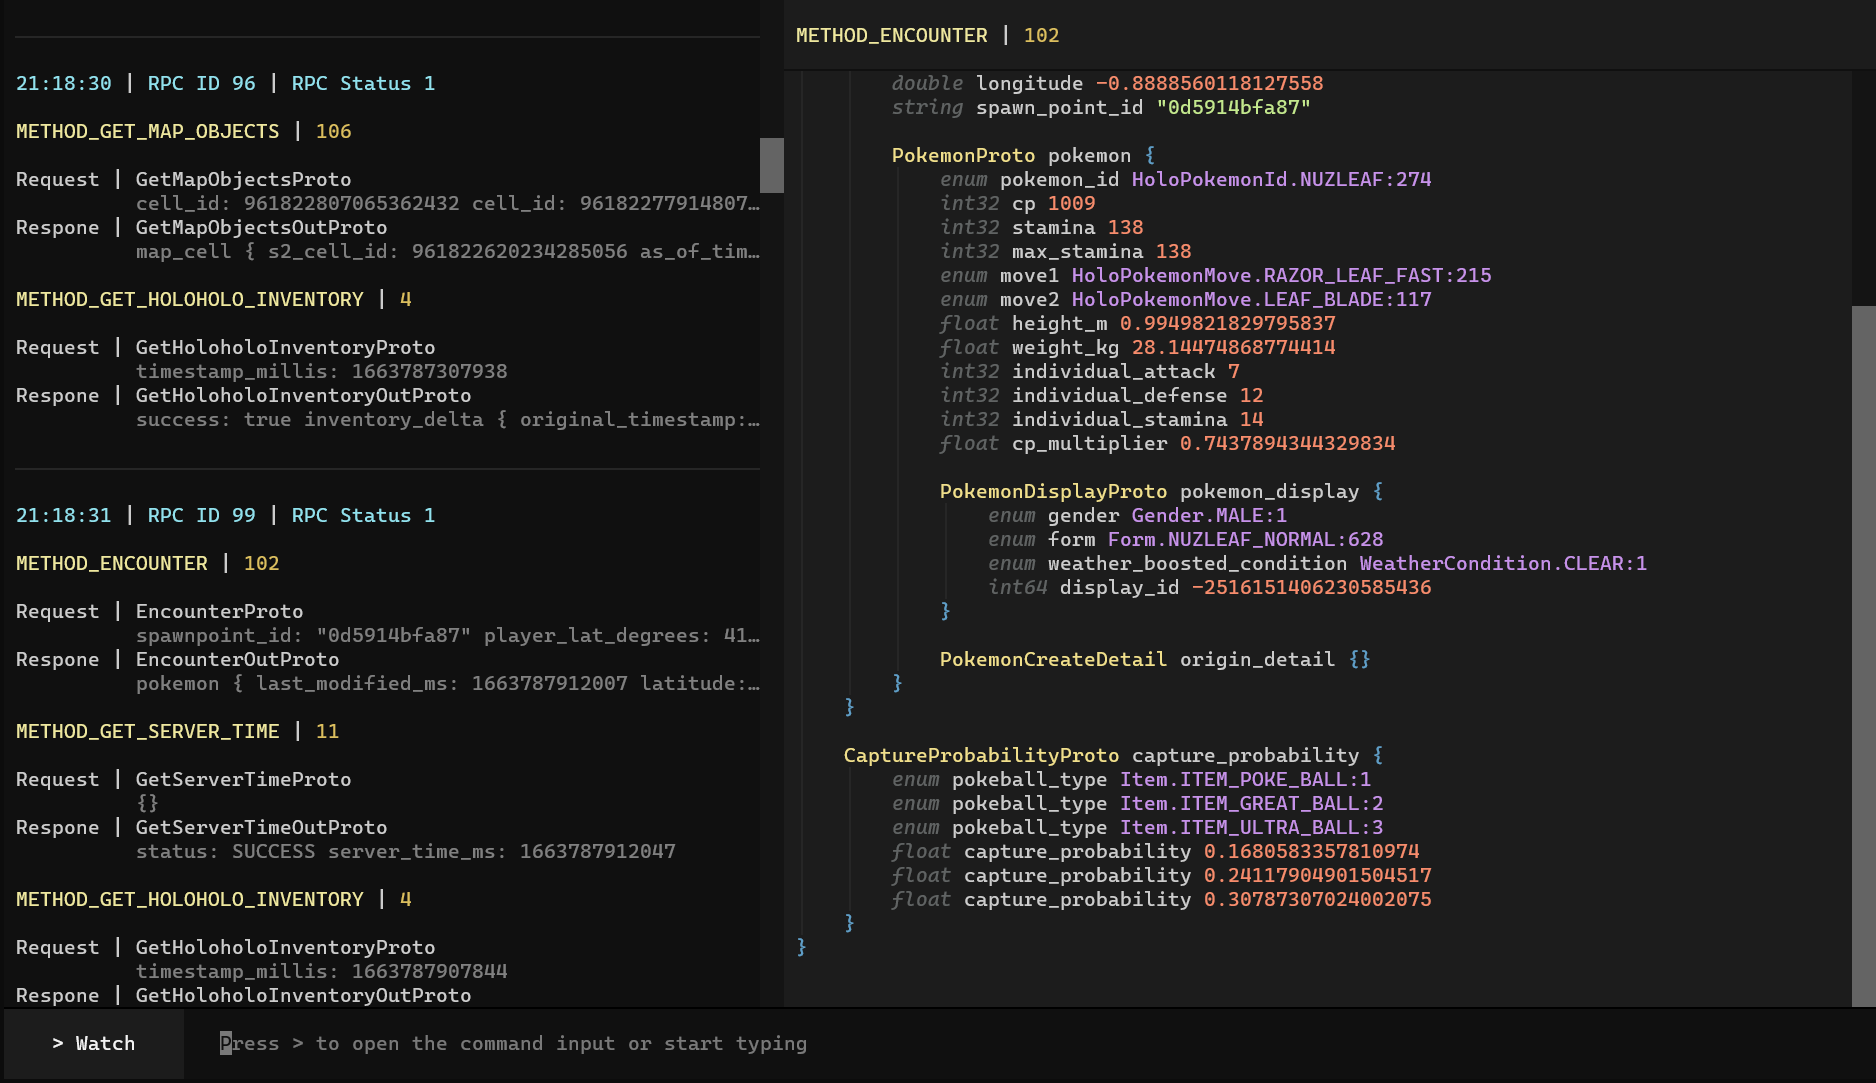 21:18:30 | RPC ID 96 | RPC Status 1
METHOD_GET_MAP_OBJECTS | 106
Request | GetMapObjectsProto
cell_id: 961822807065362432 cell_id: 96182277914807…
Respone | GetMapObjectsOutProto
map_cell { s2_cell_id: 961822620234285056 as_of_tim…
METHOD_GET_HOLOHOLO_INVENTORY | 4
Request | GetHoloholoInventoryProto
timestamp_millis: 1663787307938
Respone | GetHoloholoInventoryOutProto
success: true inventory_delta { original_timestamp:…
21:18:31 | RPC ID 99 | RPC Status 1
METHOD_ENCOUNTER | 102
Request | EncounterProto
spawnpoint_id: "0d5914bfa87" player_lat_degrees: 41…
Respone | EncounterOutProto
pokemon { last_modified_ms: 1663787912007 latitude:…
METHOD_GET_SERVER_TIME | 11
Request | GetServerTimeProto
{}
Respone | GetServerTimeOutProto
status: SUCCESS server_time_ms: 1663787912047
METHOD_GET_HOLOHOLO_INVENTORY | 4
Request | GetHoloholoInventoryProto
timestamp_millis: 1663787907844
Respone | GetHoloholoInventoryOutProto
METHOD_ENCOUNTER | 102
double longitude -0.8888560118127558
string spawn_point_id "0d5914bfa87"
PokemonProto pokemon {
enum pokemon_id HoloPokemonId.NUZLEAF:274
int32 cp 1009
int32 stamina 138
int32 max_stamina 138
enum move1 HoloPokemonMove.RAZOR_LEAF_FAST:215
enum move2 HoloPokemonMove.LEAF_BLADE:117
float height_m 0.9949821829795837
float weight_kg 28.14474868774414
int32 individual_attack 7
int32 individual_defense 12
int32 individual_stamina 14
float cp_multiplier 0.7437894344329834
PokemonDisplayProto pokemon_display {
enum gender Gender.MALE:1
enum form Form.NUZLEAF_NORMAL:628
enum weather_boosted_condition WeatherCondition.CLEAR:1
int64 display_id -2516151406230585436
}
PokemonCreateDetail origin_detail {}
}
}
CaptureProbabilityProto capture_probability {
enum pokeball_type Item.ITEM_POKE_BALL:1
enum pokeball_type Item.ITEM_GREAT_BALL:2
enum pokeball_type Item.ITEM_ULTRA_BALL:3
float capture_probability 0.1680583357810974
float capture_probability 0.24117904901504517
float capture_probability 0.30787307024002075
}
}
> Watch
Press > to open the command input or start typing